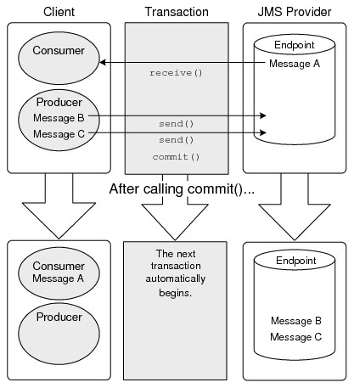 Client
Transaction
JMS Provider
Consumer
Endpoint
Message A
receive()
Producer
Message B
send()
Message C
send()
commit()
After calling commit()...
Consumer
Message A
Producer
The next
transaction
automatically
begins.
Endpoint
Message B
Message C